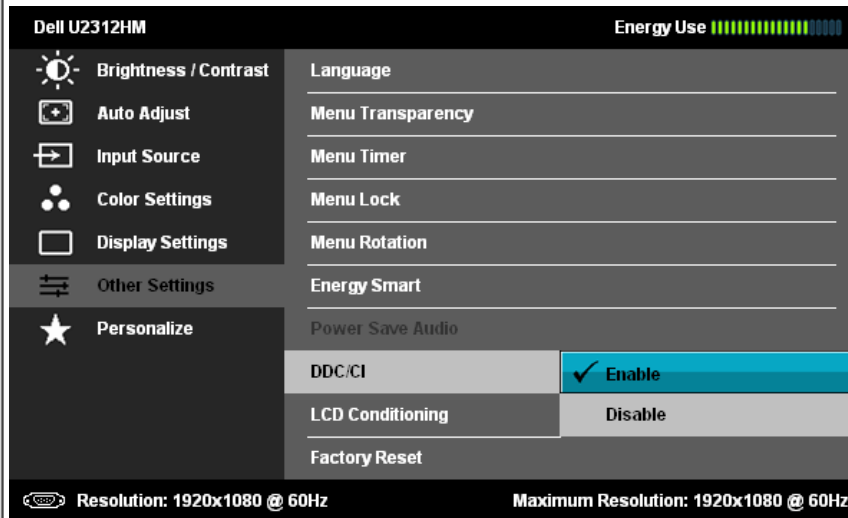 Dell U2312HM
Energy Use
Brightness / Contrast
Auto Adjust
Input Source
Color Settings
Display Settings
Other Settings
Personalize
Language
Menu Transparency
Menu Timer
Menu Lock
Menu Rotation
Energy Smart
Power Save Audio
DDC/CI
Enable
Disable
LCD Conditioning
Factory Reset
Resolution: 1920x1080 @ 60Hz
Maximum Resolution: 1920x1080 @ 60Hz